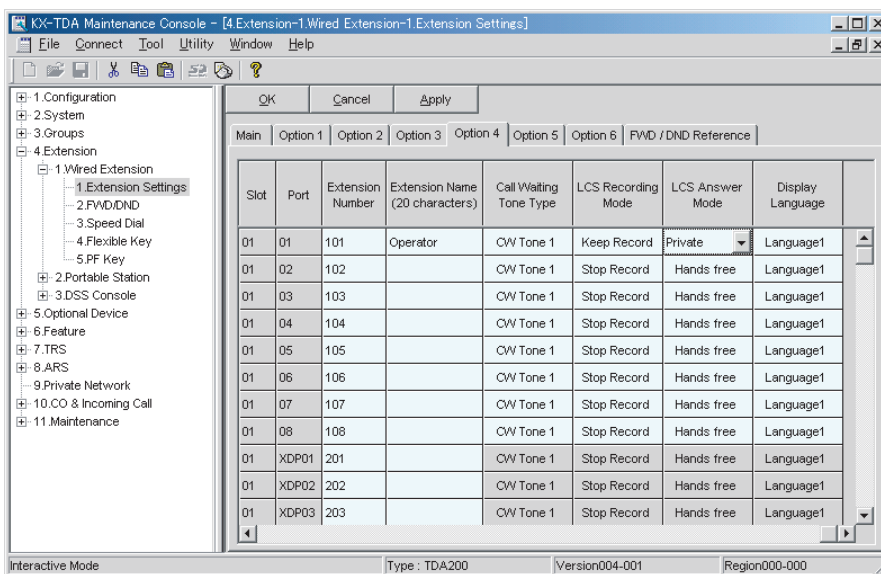 KX-TDA Maintenance Console - [4.Extension-1.Wired Extension-1.Extension Settings]
File Connect Tool Utility Window Help
1.Configuration
2.System
3.Groups
4.Extension
1.Wired Extension
1.Extension Settings
2.FWD/DND
3.Speed Dial
4.Flexible Key
5.PF Key
2.Portable Station
3.DSS Console
5.Optional Device
6.Feature
7.TRS
8.ARS
9.Private Network
10.CO & Incoming Call
11.Maintenance
OK Cancel Apply
Main Option 1 Option 2 Option 3 Option 4 Option 5 Option 6 FWD / DND Reference
Slot Port Extension Number Extension Name (20 characters) Call Waiting Tone Type LCS Recording Mode LCS Answer Mode Display Language
01 01 101 Operator CW Tone 1 Keep Record Private Language1
01 02 102 CW Tone 1 Stop Record Hands free Language1
01 03 103 CW Tone 1 Stop Record Hands free Language1
01 04 104 CW Tone 1 Stop Record Hands free Language1
01 05 105 CW Tone 1 Stop Record Hands free Language1
01 06 106 CW Tone 1 Stop Record Hands free Language1
01 07 107 CW Tone 1 Stop Record Hands free Language1
01 08 108 CW Tone 1 Stop Record Hands free Language1
01 XDP01 201 CW Tone 1 Stop Record Hands free Language1
01 XDP02 202 CW Tone 1 Stop Record Hands free Language1
01 XDP03 203 CW Tone 1 Stop Record Hands free Language1
Interactive Mode Type : TDA200 Version004-001 Region000-000